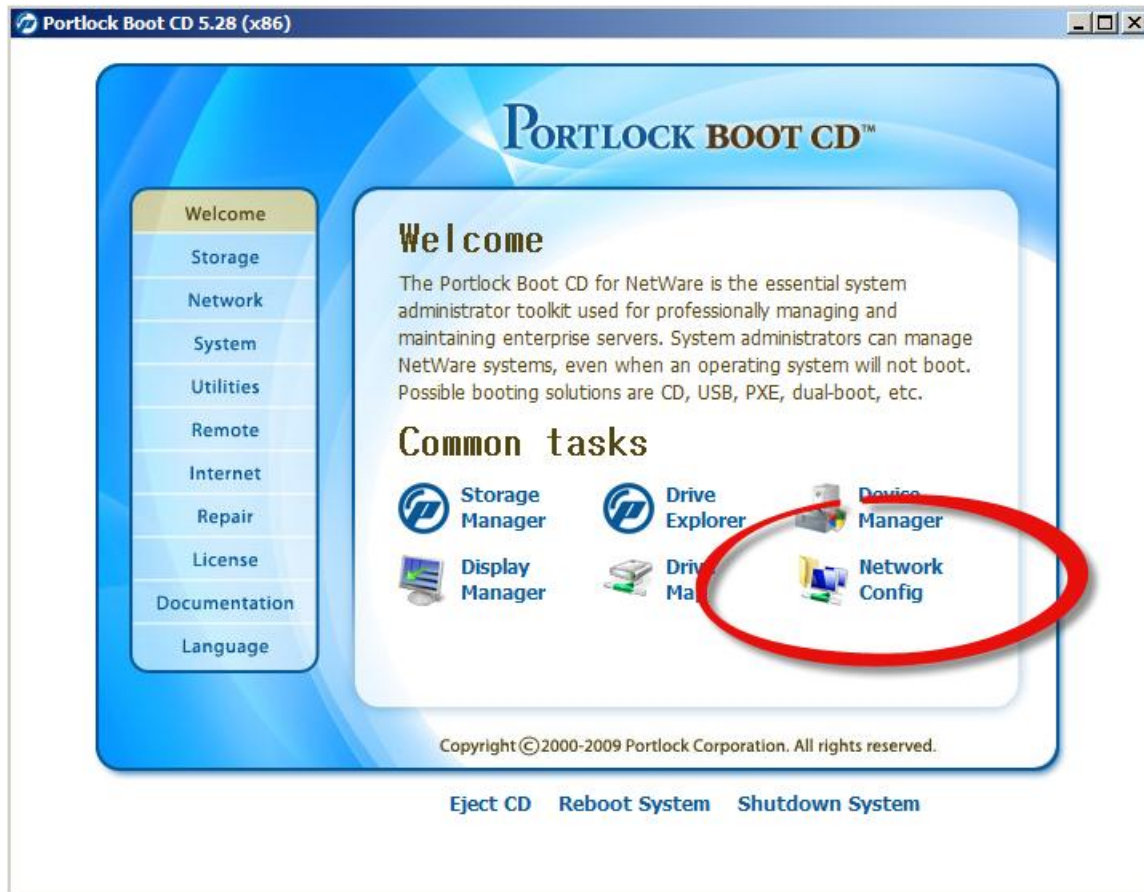 Portlock Boot CD 5.28 (x86)
PORTLOCK BOOT CD™
Welcome
Storage
Network
System
Utilities
Remote
Internet
Repair
License
Documentation
Language
Welcome
The Portlock Boot CD for NetWare is the essential system
administrator toolkit used for professionally managing and
maintaining enterprise servers. System administrators can manage
NetWare systems, even when an operating system will not boot.
Possible booting solutions are CD, USB, PXE, dual-boot, etc.
Common tasks
Storage
Manager
Drive
Explorer
Device
Manager
Display
Manager
Drive
Map
Network
Config
Copyright ©2000-2009 Portlock Corporation. All rights reserved.
Eject CD Reboot System Shutdown System